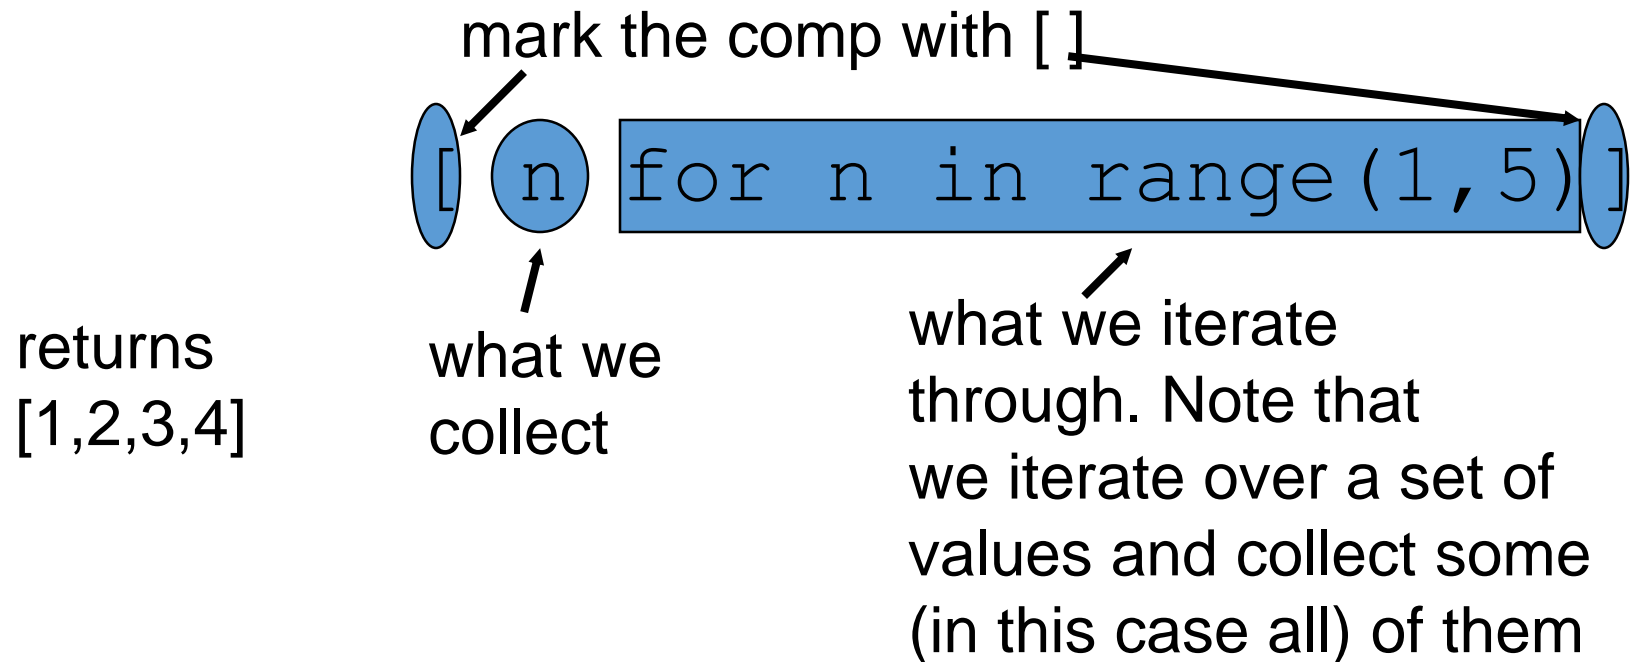 mark the comp with [ ]
[ n for n in range(1,5)]
returns
[1,2,3,4]
what we
collect
what we iterate
through. Note that
we iterate over a set of
values and collect some
(in this case all) of them